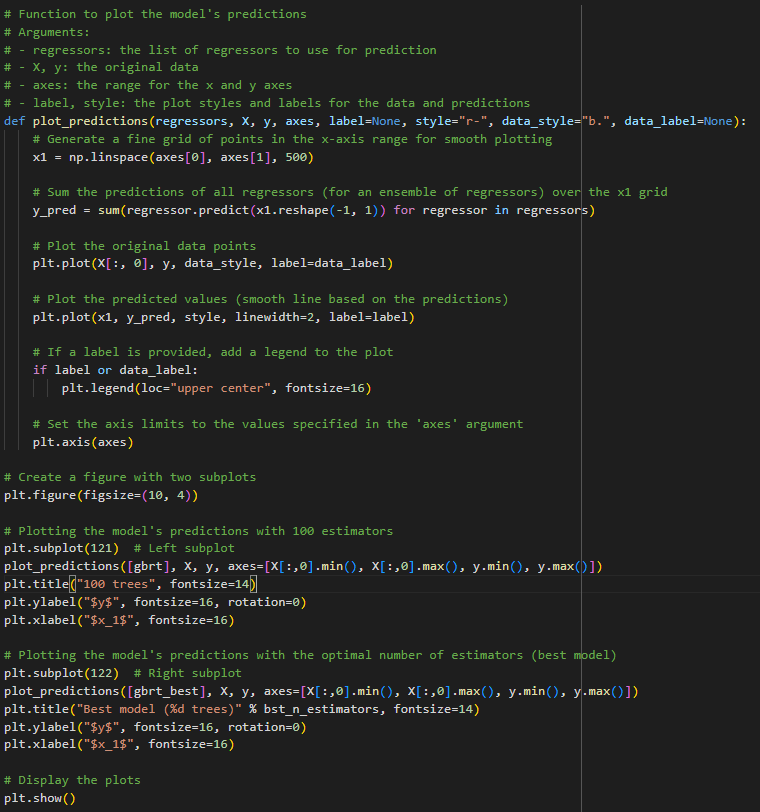 # Function to plot the model's predictions
# Arguments:
# - regressors: the list of regressors to use for prediction
# - X, y: the original data
# - axes: the range for the x and y axes
# - label, style: the plot styles and labels for the data and predictions
def plot_predictions(regressors, X, y, axes, label=None, style="r-", data_style="b.", data_label=None):
    # Generate a fine grid of points in the x-axis range for smooth plotting
    x1 = np.linspace(axes[0], axes[1], 500)

    # Sum the predictions of all regressors (for an ensemble of regressors) over the x1 grid
    y_pred = sum(regressor.predict(x1.reshape(-1, 1)) for regressor in regressors)

    # Plot the original data points
    plt.plot(X[:, 0], y, data_style, label=data_label)

    # Plot the predicted values (smooth line based on the predictions)
    plt.plot(x1, y_pred, style, linewidth=2, label=label)

    # If a label is provided, add a legend to the plot
    if label or data_label:
        plt.legend(loc="upper center", fontsize=16)

    # Set the axis limits to the values specified in the 'axes' argument
    plt.axis(axes)

# Create a figure with two subplots
plt.figure(figsize=(10, 4))

# Plotting the model's predictions with 100 estimators
plt.subplot(121)  # Left subplot
plot_predictions([gbrt], X, y, axes=[X[:,0].min(), X[:,0].max(), y.min(), y.max()])
plt.title("100 trees", fontsize=14)
plt.ylabel("$y$", fontsize=16, rotation=0)
plt.xlabel("$x_1$", fontsize=16)

# Plotting the model's predictions with the optimal number of estimators (best model)
plt.subplot(122)  # Right subplot
plot_predictions([gbrt_best], X, y, axes=[X[:,0].min(), X[:,0].max(), y.min(), y.max()])
plt.title("Best model (%d trees)" % bst_n_estimators, fontsize=14)
plt.ylabel("$y$", fontsize=16, rotation=0)
plt.xlabel("$x_1$", fontsize=16)

# Display the plots
plt.show()